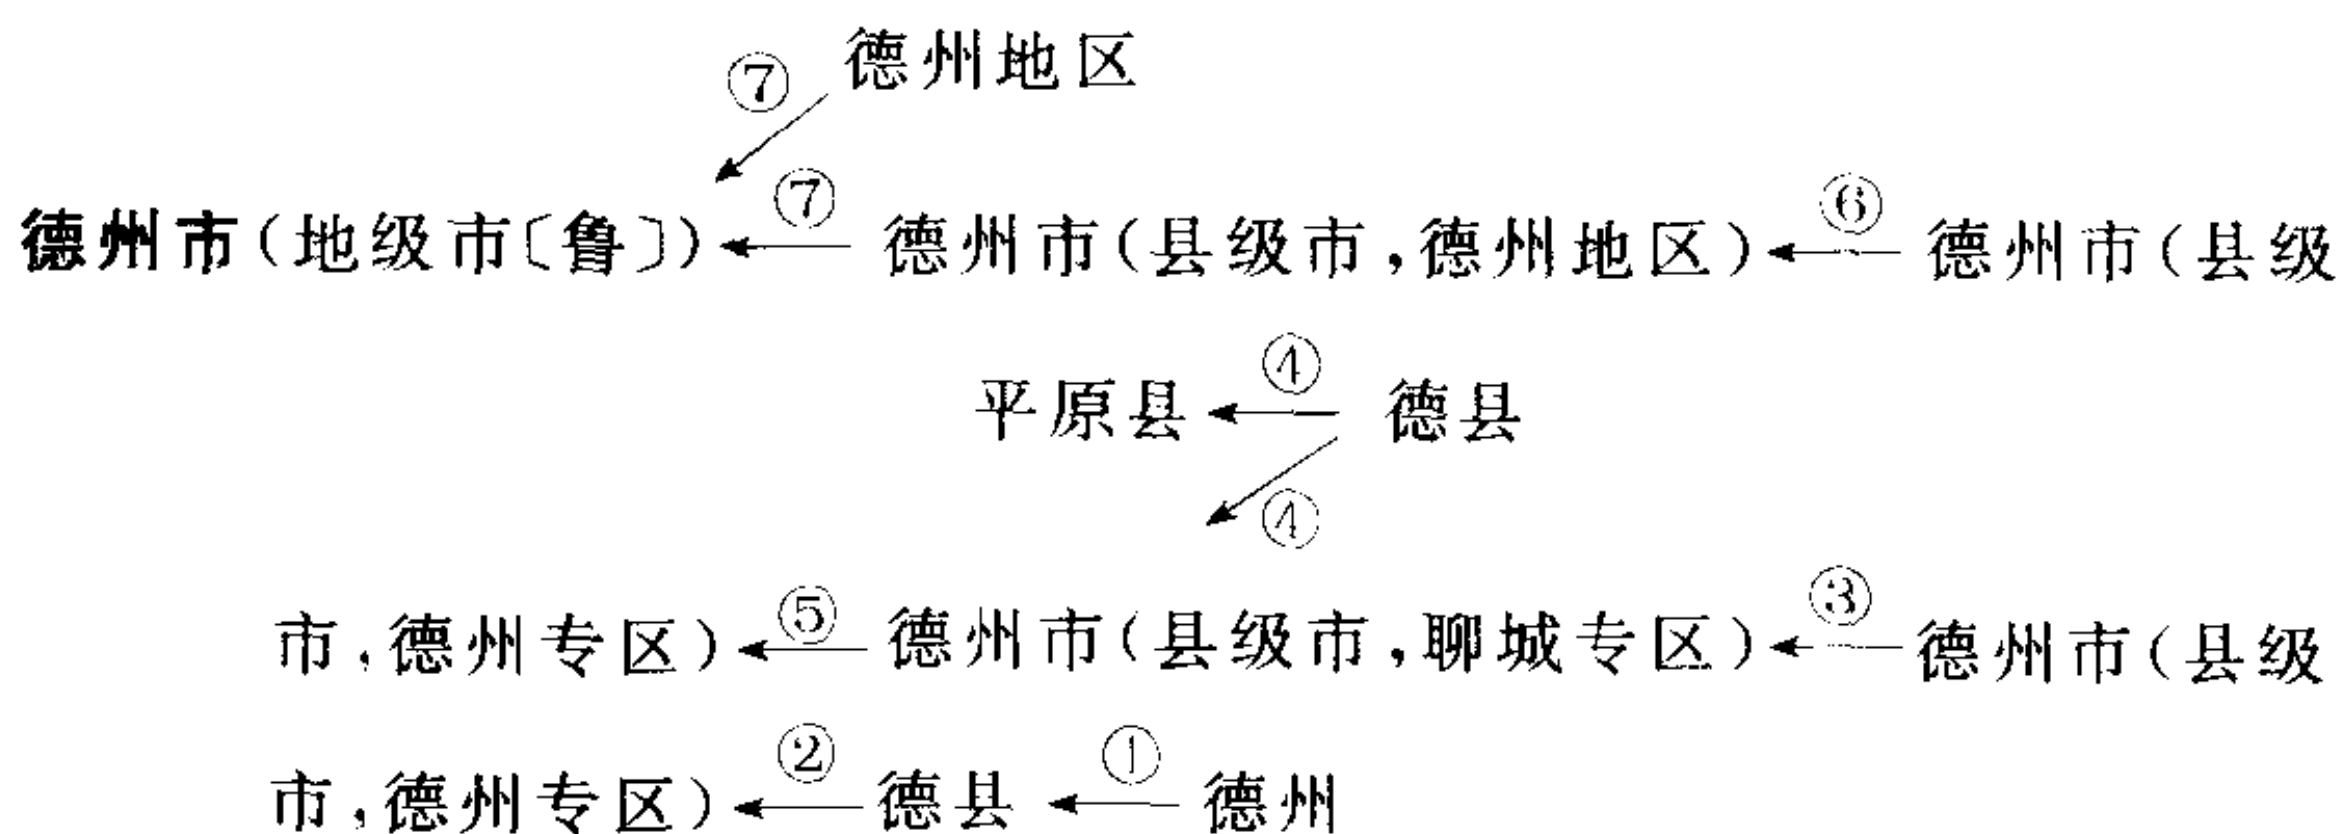 ⑦ 德州地区
德州市(地级市〔鲁〕) ⑦ 德州市(县级市,德州地区) ⑥ 德州市(县级
平原县 ④ 德县
④
市,德州专区) ⑤ 德州市(县级市,聊城专区) ③ 德州市(县级
市,德州专区) ② 德县 ① 德州